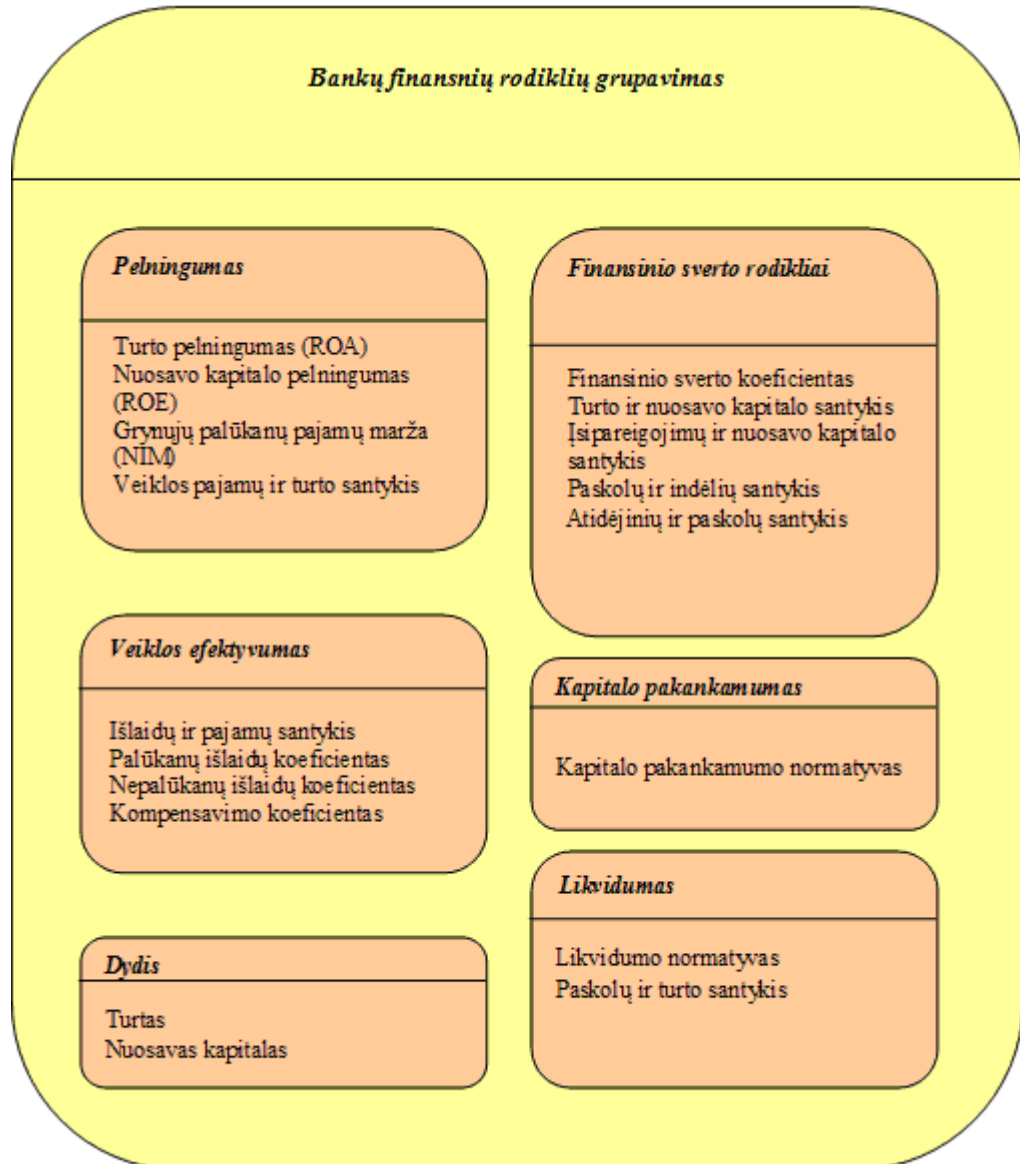 Bankų finansnių rodiklių grupavimas
Pelningumas
Turto pelningumas (ROA)
Nuosavo kapitalo pelningumas
(ROE)
Grynųjų palūkanų pajamų marža
(NIM)
Veiklos pajamų ir turto santykis
Finansinio sverto rodikliai
Finansinio sverto koeficientas
Turto ir nuosavo kapitalo santykis
Įsipareigojimų ir nuosavo kapitalo
santykis
Paskolų ir indėlių santykis
Atidėjinių ir paskolų santykis
Veiklos efektyvumas
Išlaidų ir pajamų santykis
Palūkanų išlaidų koeficientas
Nepalūkanų išlaidų koeficientas
Kompensavimo koeficientas
Kapitalo pakankamumas
Kapitalo pakankamumo normatyvas
Likvidumas
Likvidumo normatyvas
Paskolų ir turto santykis
Dydis
Turtas
Nuosavas kapitalas